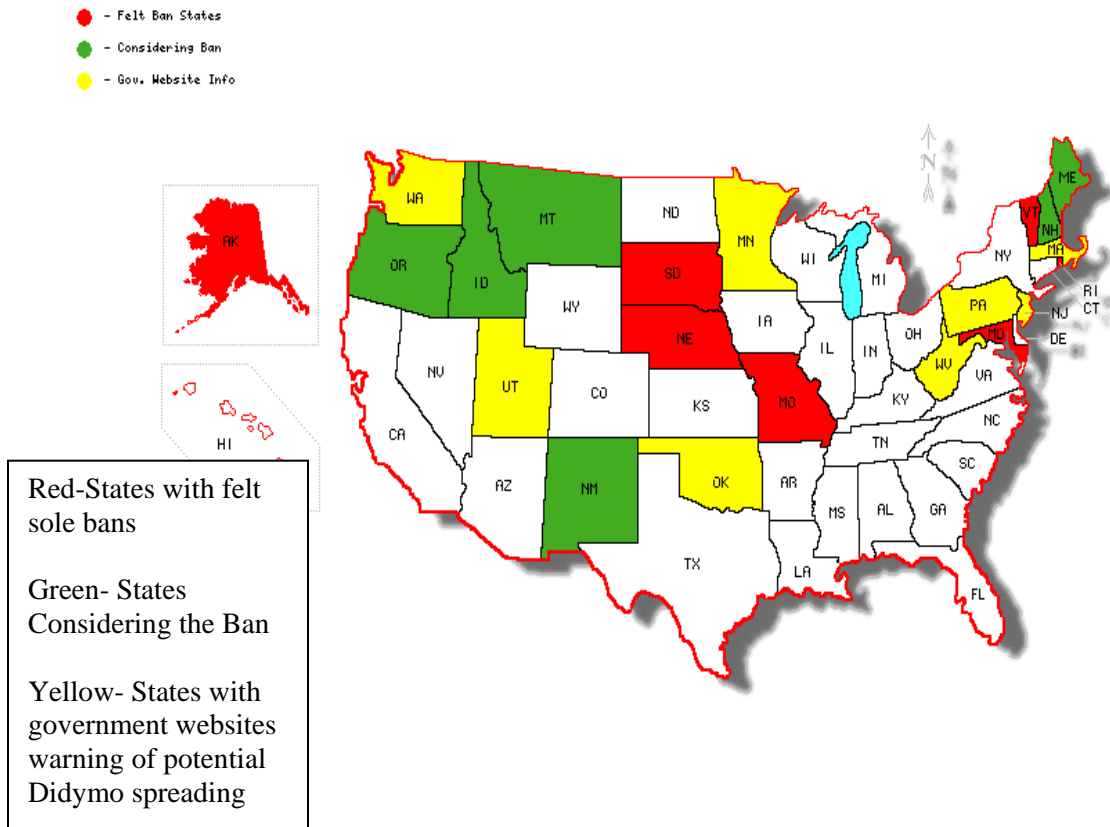 - Felt Ban States
- Considering Ban
- Gov. Website Info
N
WA
MT
ND
MN
ME
VT
NH
MA
NY
AK
OR
ID
SD
WI
MI
RI
CT
WY
IA
PA
NJ
DE
NE
OH
MD
NV
UT
CO
IL
IN
WV
VA
KS
MO
KY
CA
HI
TN
NC
AZ
NM
OK
AR
SC
MS
AL
GA
TX
LA
FL
Red-States with felt
sole bans
Green- States
Considering the Ban
Yellow- States with
government websites
warning of potential
Didymo spreading